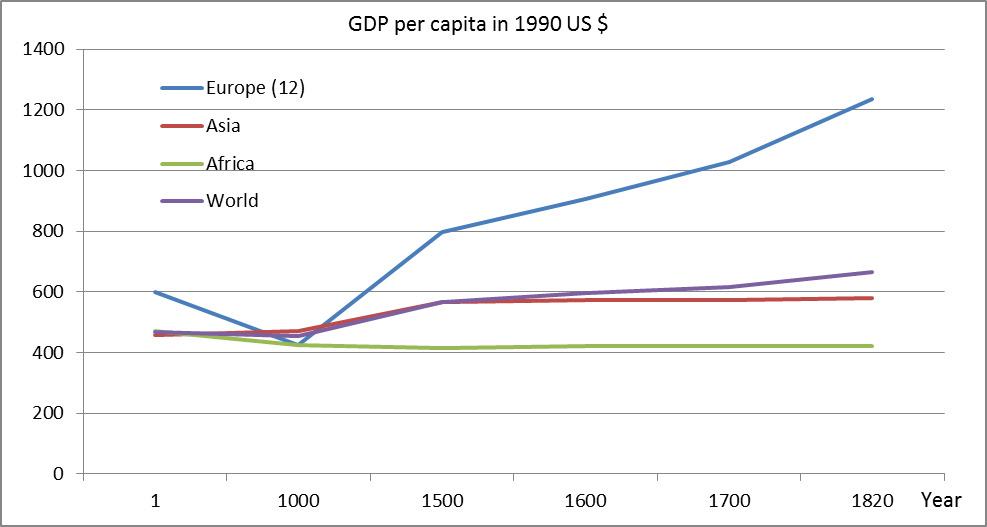 GDP per capita in 1990 US $
1400
1200
1000
800
600
400
200
0
Europe (12)
Asia
Africa
World
1 1000 1500 1600 1700 1820 Year